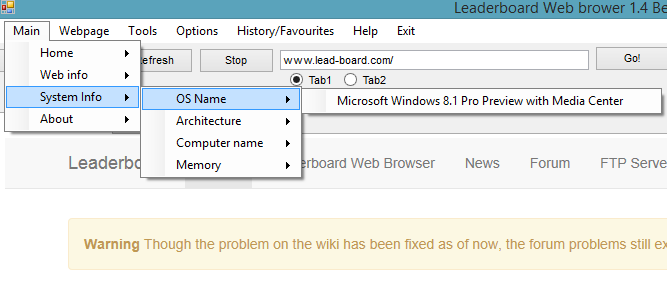 Leaderboard Web brower 1.4 Be
Main Webpage Tools Options History/Favourites Help Exit
Home
efresh Stop www.lead-board.com/ Go!
Web info
Tab1 Tab2
System Info
OS Name
Microsoft Windows 8.1 Pro Preview with Media Center
About
Architecture
Computer name
Memory
Leaderbo erboard Web Browser News Forum FTP Serve
Warning Though the problem on the wiki has been fixed as of now, the forum problems still ex